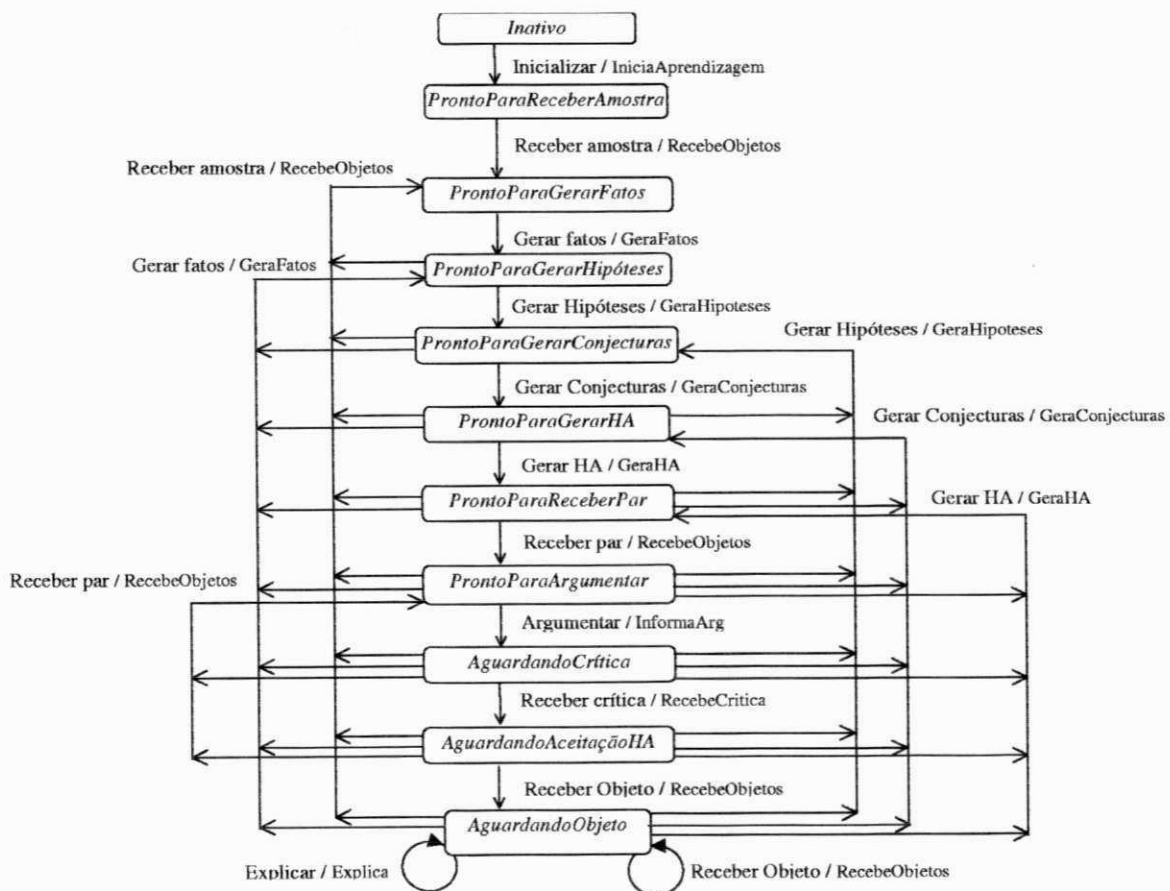 Inativo
Inicializar / IniciaAprendizagem
ProntoParaReceberAmostra
Receber amostra / RecebeObjetos
Receber amostra / RecebeObjetos
ProntoParaGerarFatos
Gerar fatos / GeraFatos
Gerar fatos / GeraFatos
ProntoParaGerarHipóteses
Gerar Hipóteses / GeraHipoteses
Gerar Hipóteses / GeraHipoteses
ProntoParaGerarConjecturas
Gerar Conjecturas / GeraConjecturas
Gerar Conjecturas / GeraConjecturas
ProntoParaGerarHA
Gerar HA / GeraHA
ProntoParaReceberPar
Gerar HA / GeraHA
Receber par / RecebeObjetos
Receber par / RecebeObjetos
ProntoParaArgumentar
Argumentar / InformaArg
AguardandoCrítica
Receber crítica / RecebeCritica
AguardandoAceitaçãoHA
Receber Objeto / RecebeObjetos
AguardandoObjeto
Explicar / Explica
Receber Objeto / RecebeObjetos